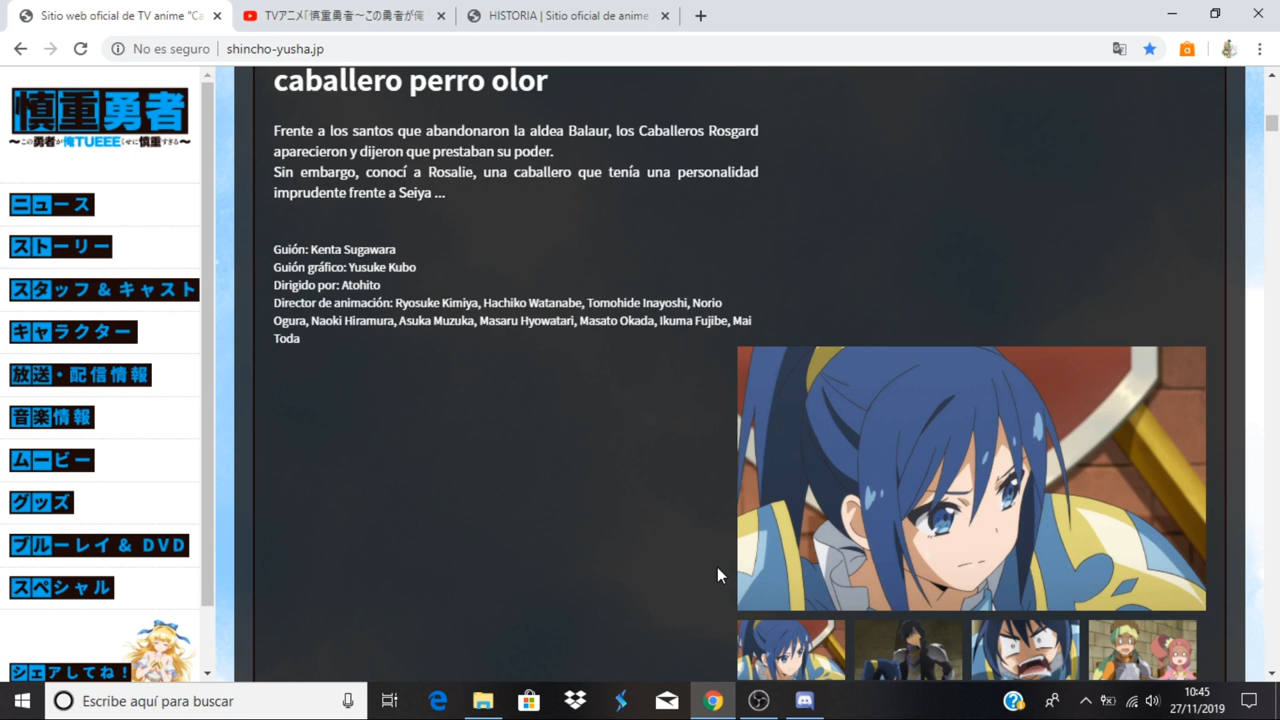 Sitio web oficial de TV anime "Ca
TVアニメ「慎重勇者～この勇者が俺
HISTORIA | Sitio oficial de anime
No es seguro
shincho-yusha.jp
慎重勇者
～この勇者が俺TUEEEくせに慎重すぎる～
ニュース
ストーリー
スタッフ & キャスト
キャラクター
放送・配信情報
音楽情報
ムービー
グッズ
ブルーレイ & DVD
スペシャル
シェアしてね！
caballero perro olor
Frente a los santos que abandonaron la aldea Balaur, los Caballeros Rosgard
aparecieron y dijeron que prestaban su poder.
Sin embargo, conocí a Rosalie, una caballero que tenía una personalidad
imprudente frente a Seiya ...
Guión: Kenta Sugawara
Guión gráfico: Yusuke Kubo
Dirigido por: Atohito
Director de animación: Ryosuke Kimiya, Hachiko Watanabe, Tomohide Inayoshi, Norio
Ogura, Naoki Hiramura, Asuka Muzuka, Masaru Hyowatari, Masato Okada, Ikuma Fujibe, Mai
Toda
Escribe aquí para buscar
10:45
27/11/2019